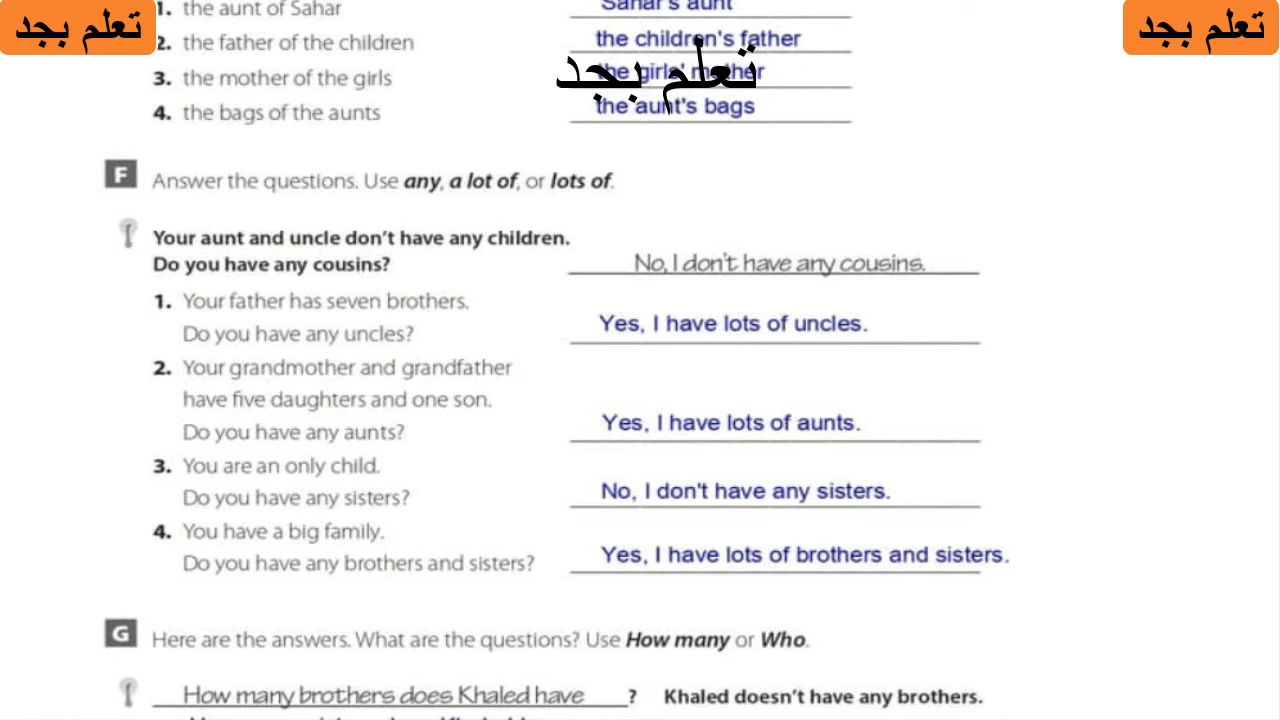 تعلم بجد
تعلم بجد
1. the aunt of Sahar Sahar's aunt
2. the father of the children the children's father
3. the mother of the girls the girls' mother
تعلم بجد
4. the bags of the aunts the aunt's bags
F Answer the questions. Use any, a lot of, or lots of.
Your aunt and uncle don't have any children.
Do you have any cousins? No, I don't have any cousins.
1. Your father has seven brothers.
Do you have any uncles? Yes, I have lots of uncles.
2. Your grandmother and grandfather
have five daughters and one son.
Do you have any aunts? Yes, I have lots of aunts.
3. You are an only child.
Do you have any sisters? No, I don't have any sisters.
4. You have a big family.
Do you have any brothers and sisters? Yes, I have lots of brothers and sisters.
G Here are the answers. What are the questions? Use How many or Who.
How many brothers does Khaled have ? Khaled doesn't have any brothers.